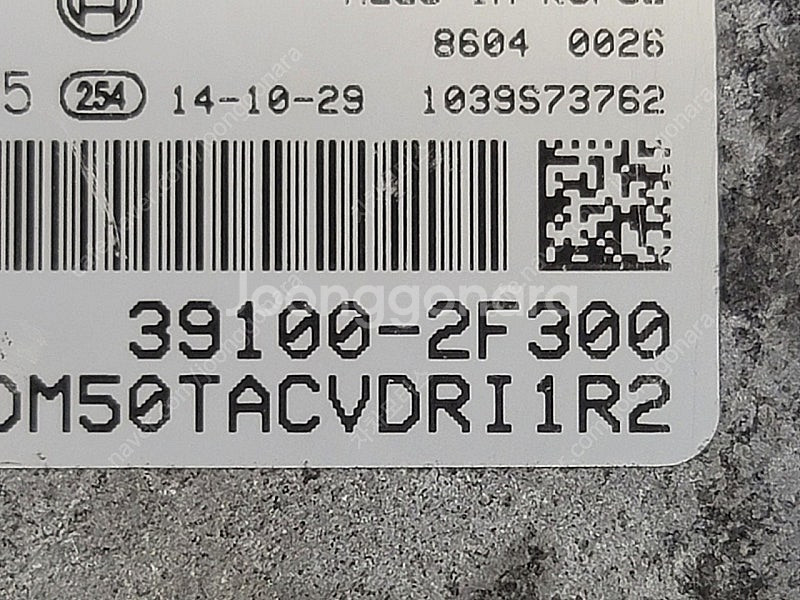 8604 0026
5 254 14-10-29 1039S73762
39100-2F300
DM50TACVDRI1R2
Joonggonara